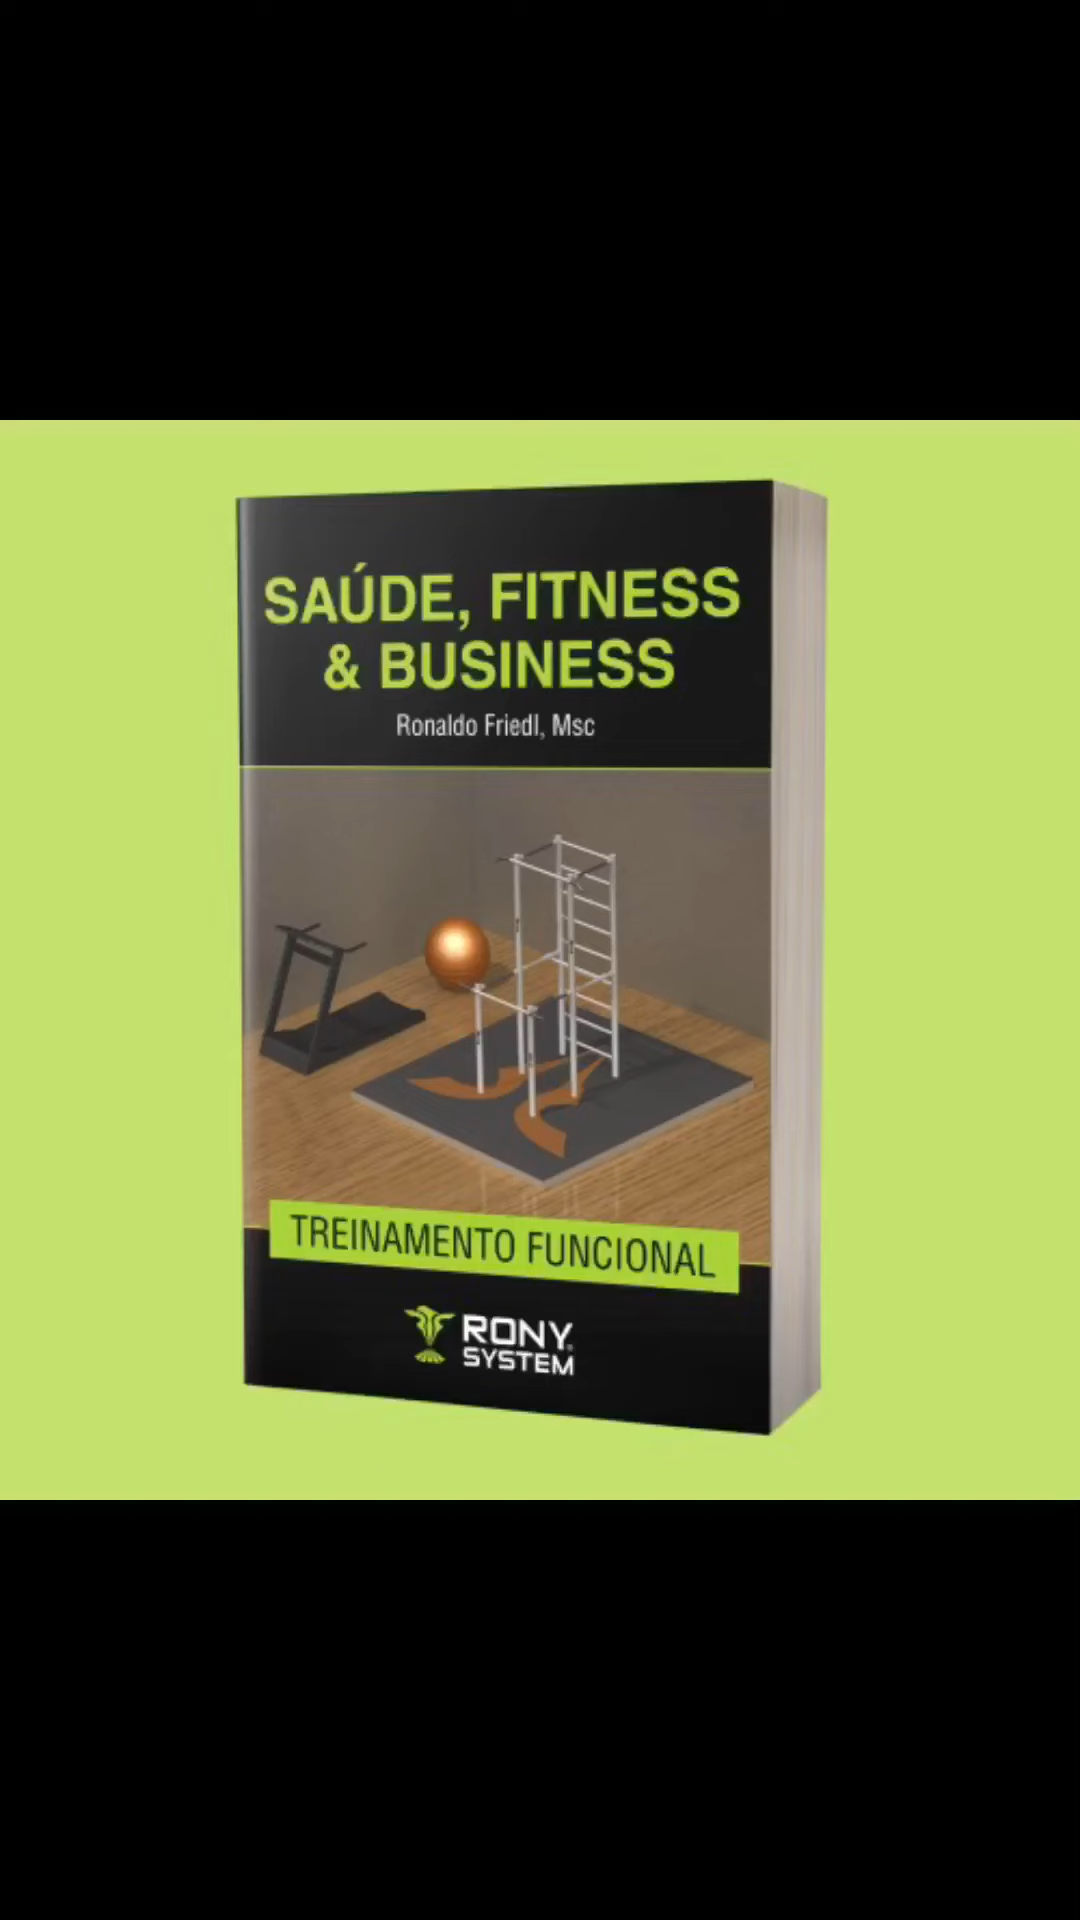 SAÚDE, FITNESS
& BUSINESS
Ronaldo Friedl, Msc
TREINAMENTO FUNCIONAL
RONY
SYSTEM